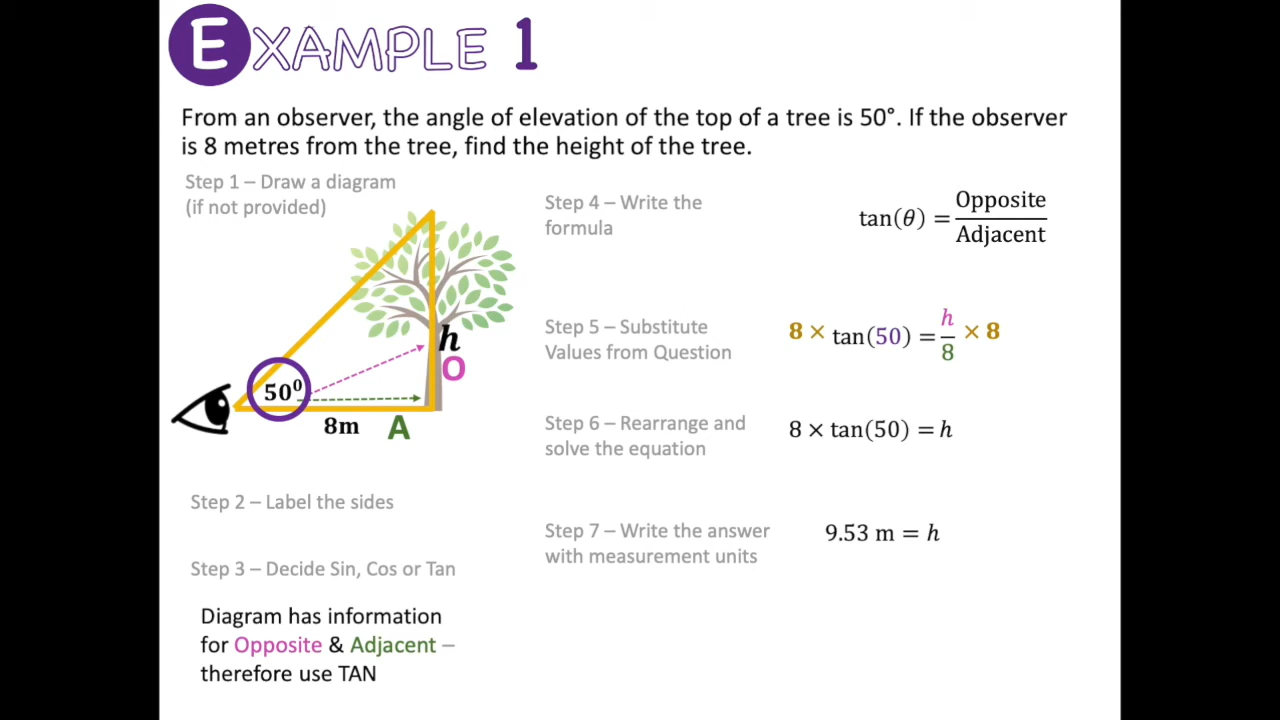 EXAMPLE 1
From an observer, the angle of elevation of the top of a tree is 50°. If the observer
is 8 metres from the tree, find the height of the tree.
Step 1 – Draw a diagram
(if not provided)
h
O
50⁰
8m
A
Step 2 – Label the sides
Step 3 – Decide Sin, Cos or Tan
Diagram has information
for Opposite & Adjacent –
therefore use TAN
Step 4 – Write the
formula
tan(θ) = Opposite / Adjacent
Step 5 – Substitute
Values from Question
8 × tan(50) = h / 8 × 8
Step 6 – Rearrange and
solve the equation
8 × tan(50) = h
Step 7 – Write the answer
with measurement units
9.53 m = h